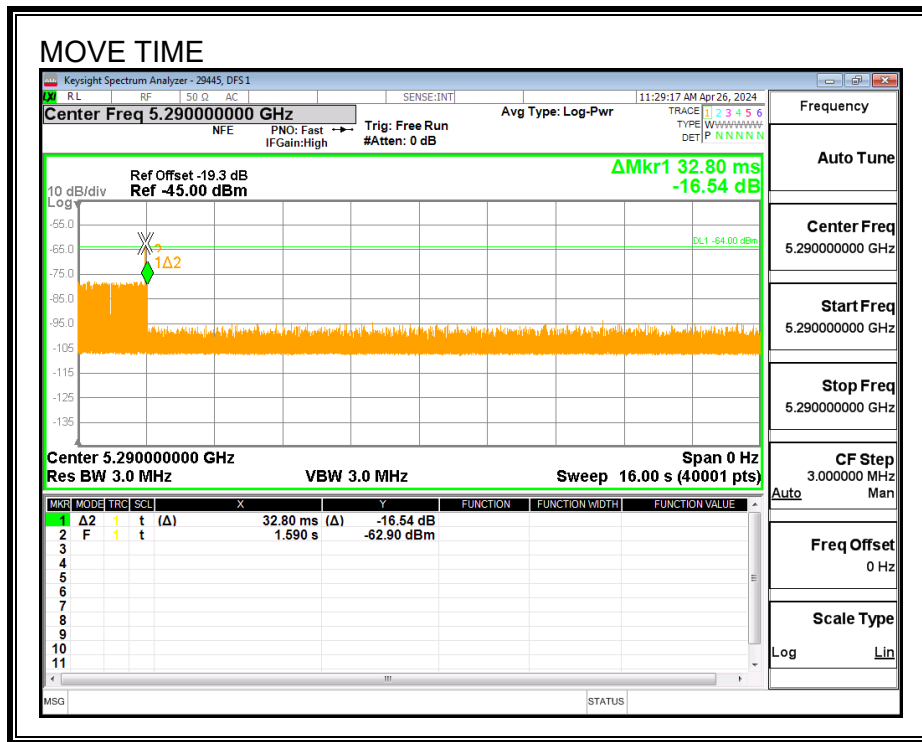 MOVE TIME
Keysight Spectrum Analyzer - 29445, DFS 1
LXI RL RF 50 Ω AC SENSE:INT 11:29:17 AM Apr 26, 2024
Center Freq 5.290000000 GHz Avg Type: Log-Pwr TRACE 1 2 3 4 5 6
NFE PNO: Fast Trig: Free Run TYPE WWWWWW
IFGain:High #Atten: 0 dB DET P N N N N N
ΔMkr1 32.80 ms
Ref Offset -19.3 dB
10 dB/div Ref -45.00 dBm -16.54 dB
Log
-55.0
DL1 -64.00 dBm
-65.0
2
1Δ2
-75.0
-85.0
-95.0
-105
-115
-125
-135
Center 5.290000000 GHz Span 0 Hz
Res BW 3.0 MHz VBW 3.0 MHz Sweep 16.00 s (40001 pts)
MKR MODE TRC SCL X Y FUNCTION FUNCTION WIDTH FUNCTION VALUE
1 Δ2 1 t (Δ) 32.80 ms (Δ) -16.54 dB
2 F 1 t 1.590 s -62.90 dBm
3
4
5
6
7
8
9
10
11
MSG STATUS
Frequency
Auto Tune
Center Freq
5.290000000 GHz
Start Freq
5.290000000 GHz
Stop Freq
5.290000000 GHz
CF Step
3.000000 MHz
Auto Man
Freq Offset
0 Hz
Scale Type
Log Lin